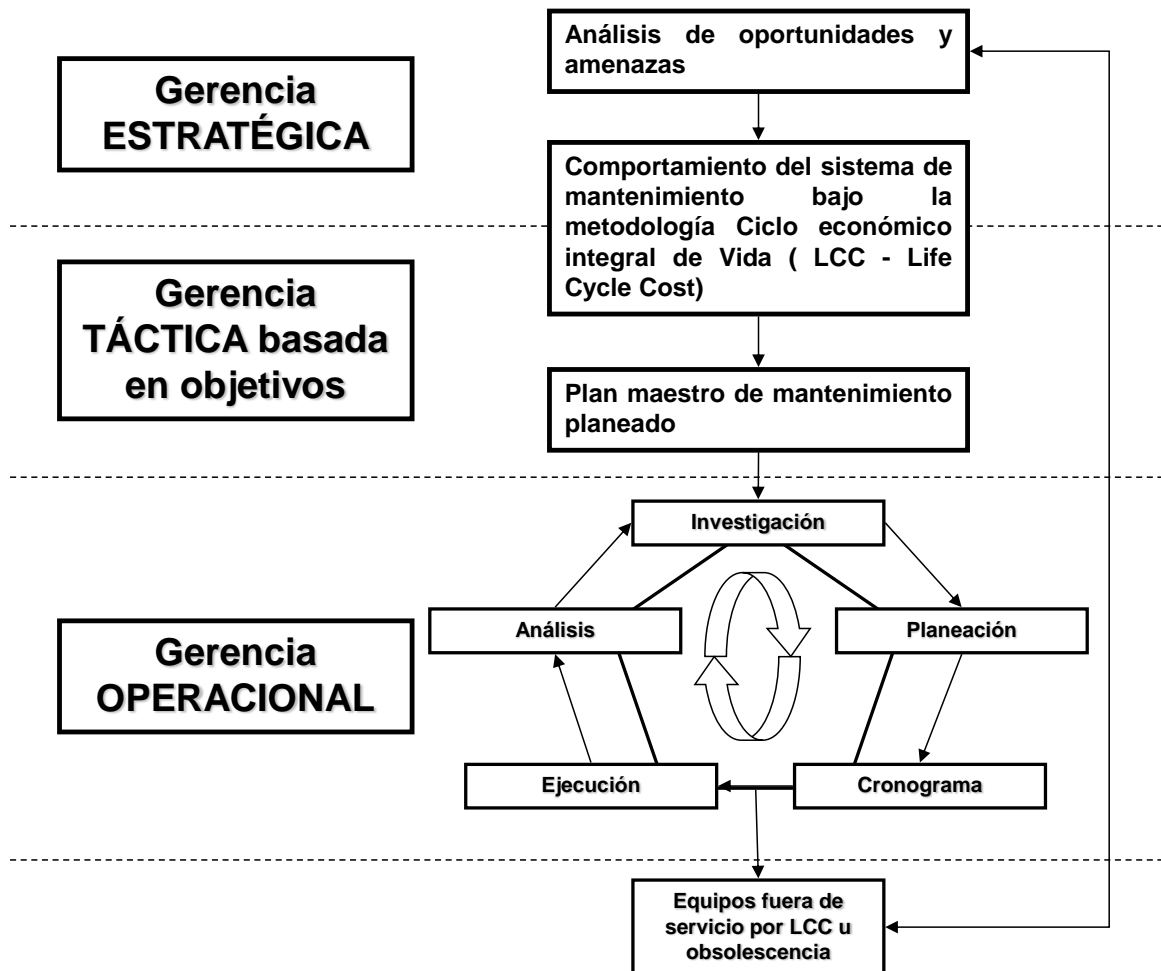 Análisis de oportunidades y
amenazas
Gerencia
ESTRATÉGICA
Comportamiento del sistema de
mantenimiento bajo la
metodología Ciclo económico
integral de Vida ( LCC - Life
Cycle Cost)
Gerencia
TÁCTICA basada
en objetivos
Plan maestro de mantenimiento
planeado
Investigación
Análisis
Planeación
Gerencia
OPERACIONAL
Ejecución
Cronograma
Equipos fuera de
servicio por LCC u
obsolescencia